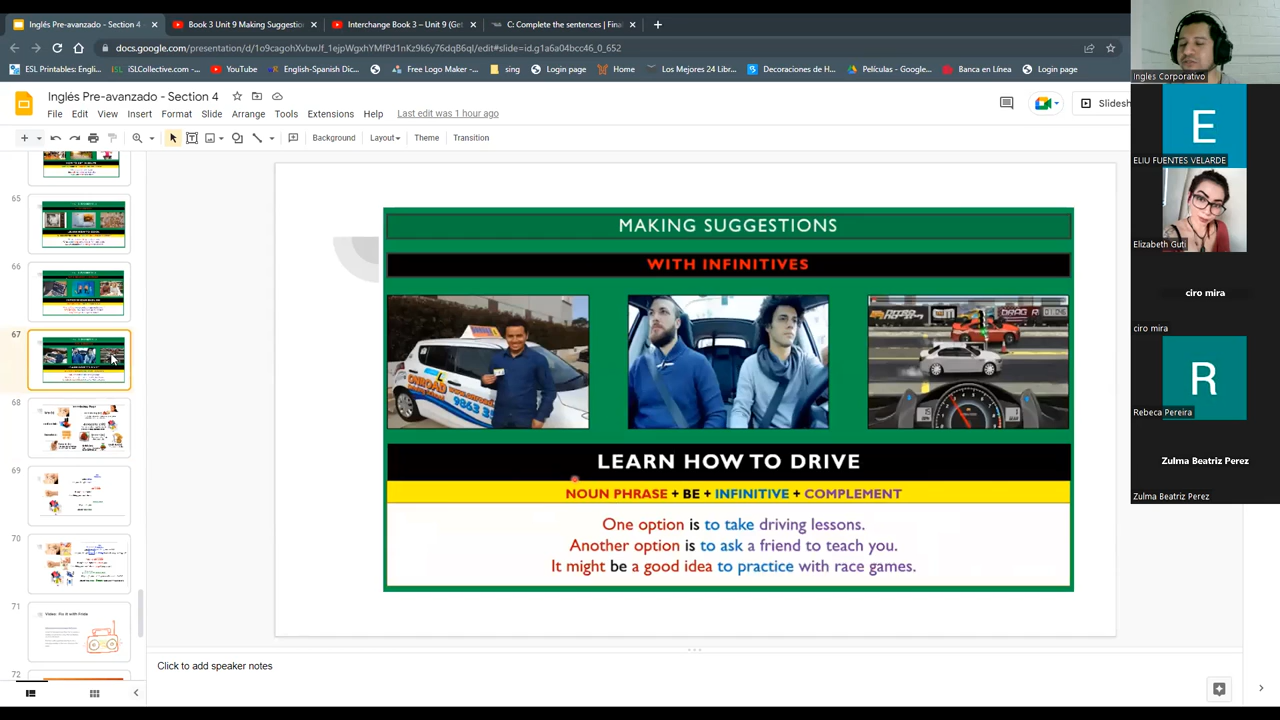 Inglés Pre-avanzado - Section 4
Book 3 Unit 9 Making Suggestio
Interchange Book 3 – Unit 9 (Ge
C: Complete the sentences | Fina
docs.google.com/presentation/d/1o9cagohXvbwJf_1ejpWgxhYMfPd1nKz9k6y76dqB6qI/edit#slide=id.g1a6a04bcc46_0_652
ESL Printables: Engli
iSLCollective.com -
YouTube
English-Spanish Dic...
Login page
Free Logo Maker -
sing
Login page
Home
Los Mejores 24 Libr...
Decoraciones de H...
Películas - Google...
Banca en Línea
Login page
Inglés Pre-avanzado - Section 4
File Edit View Insert Format Slide Arrange Tools Extensions Help Last edit was 1 hour ago
Slidesh
Background Layout Theme Transition
65
66
67
68
69
70
71
72
MAKING SUGGESTIONS
WITH INFINITIVES
LEARN HOW TO DRIVE
NOUN PHRASE + BE + INFINITIVE + COMPLEMENT
One option is to take driving lessons.
Another option is to ask a friend to teach you.
It might be a good idea to practice with race games.
Click to add speaker notes
Ingles Corporativo
E
ELIU FUENTES VELARDE
Elizabeth Guti
ciro mira
ciro mira
R
Rebeca Pereira
Zulma Beatriz Perez
Zulma Beatriz Perez